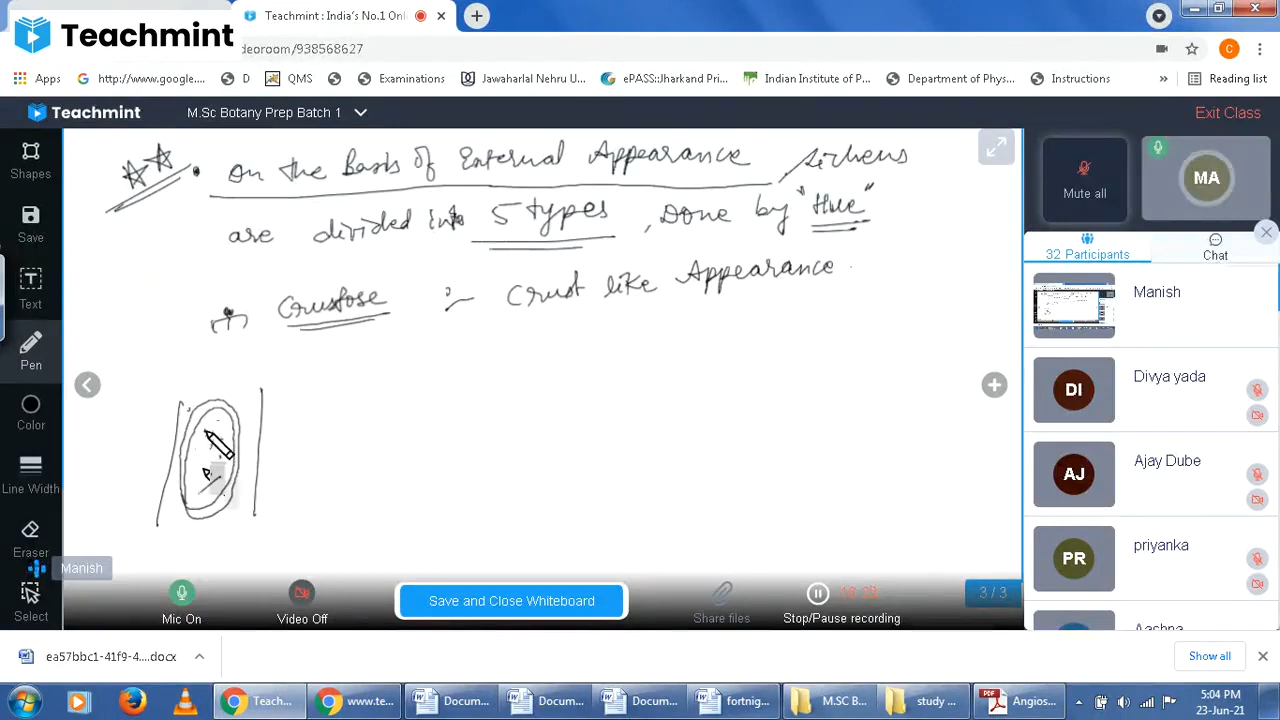 Teachmint
Teachmint : India's No.1 Onl
deoroom/938568627
Apps
http://www.google....
D
QMS
Examinations
Jawaharlal Nehru U...
ePASS::Jharkand Pri...
Indian Institute of P...
Department of Phys...
Instructions
»
Reading list
Teachmint
M.Sc Botany Prep Batch 1
Exit Class
Shapes
Save
Text
Pen
Color
Line Width
Eraser
Select
On the Basis of External Appearance, Lichens
are divided into 5 types, Done by "Hue"
Crustose :- Crust like Appearance
Manish
Mic On
Video Off
Save and Close Whiteboard
Share files
Stop/Pause recording
3 / 3
Mute all
MA
32 Participants
Chat
Manish
DI
Divya yada
AJ
Ajay Dube
PR
priyanka
Aashna
ea57bbc1-41f9-4....docx
Show all
Teach...
www.te...
Docum...
Docum...
Docum...
fortnig...
M.SC B...
study ...
Angios...
5:04 PM
23-Jun-21